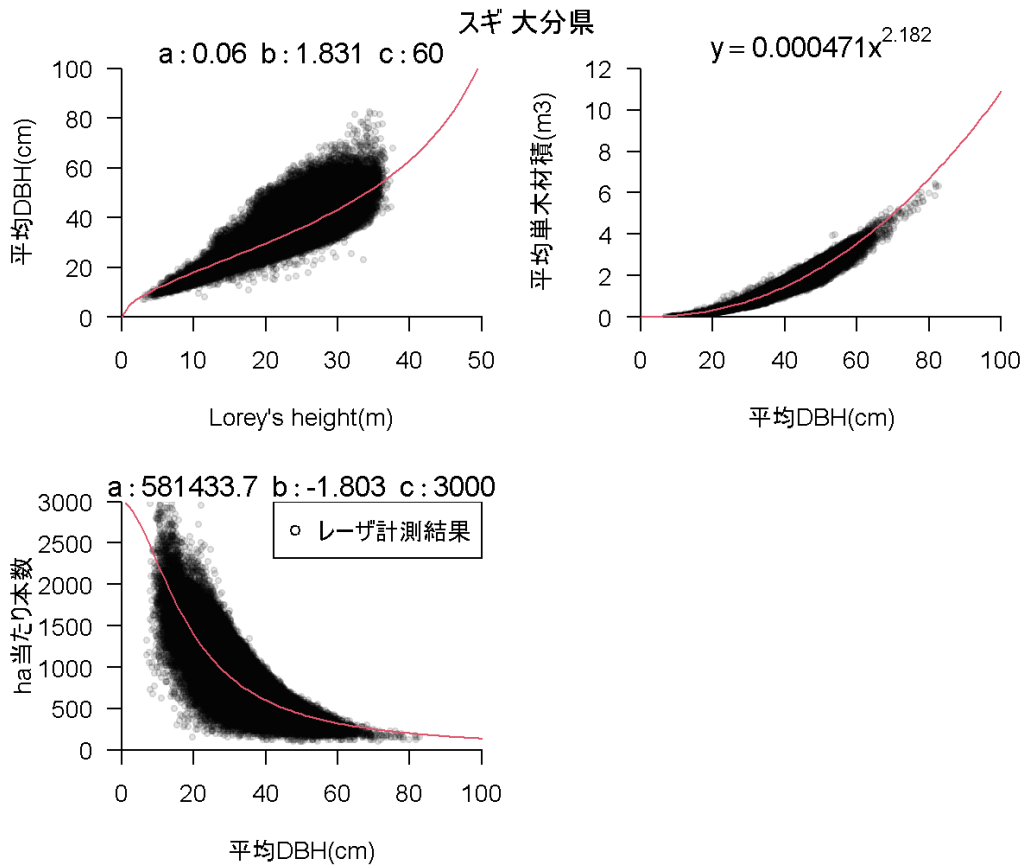 スギ 大分県
a : 0.06 b : 1.831 c : 60
100
80
60
40
20
0
平均DBH(cm)
0 10 20 30 40 50
Lorey's height(m)
y = 0.000471x^2.182
12
10
8
6
4
2
0
平均単木材積(m3)
0 20 40 60 80 100
平均DBH(cm)
a : 581433.7 b : -1.803 c : 3000
レーザ計測結果
3000
2500
2000
1500
1000
500
0
ha当たり本数
0 20 40 60 80 100
平均DBH(cm)